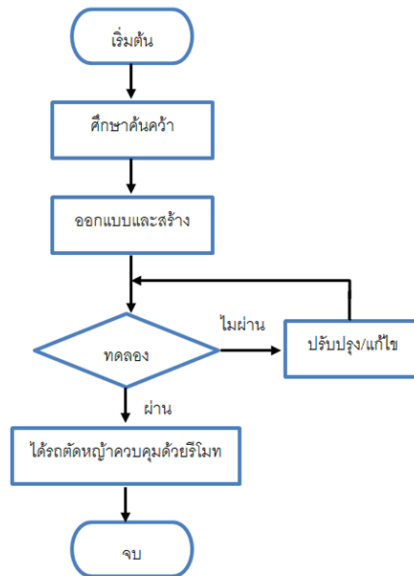 เริ่มต้น
ศึกษาค้นคว้า
ออกแบบและสร้าง
ทดลอง
ไมผ่าน
ปรับปรุง/แก้ไข
ผ่าน
ได้รถตัดหญ้าควบคุมด้วยรีโมท
จบ